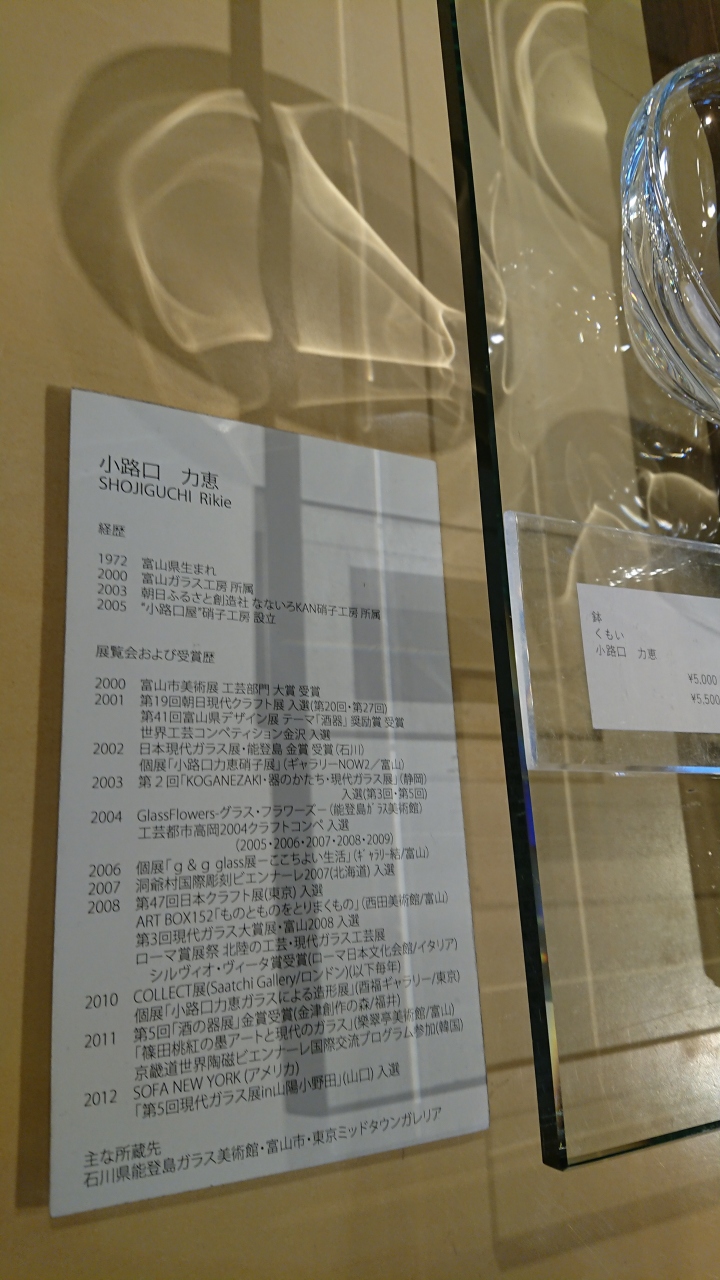 小路口　力恵
SHOJIGUCHI Rikie
経歴
1972 富山県生まれ
2000 富山ガラス工房 所属
2003 朝日ふるさと創造社 なないろKAN硝子工房 所属
2005 “小路口屋”硝子工房 設立
展覧会および受賞歴
2000 富山市美術展 工芸部門 大賞 受賞
2001 第19回朝日現代クラフト展 入選(第20回・第27回)
第41回富山県デザイン展 テーマ「酒器」 奨励賞 受賞
世界工芸コンペティション金沢 入選
2002 日本現代ガラス展・能登島 金賞 受賞(石川)
個展「小路口力恵硝子展」(ギャラリーNOW2／富山)
2003 第２回「KOGANEZAKI・器のかたち・現代ガラス展」(静岡)
入選(第3回・第5回)
2004 GlassFlowers-グラス・フラワーズー(能登島ｶﾞﾗｽ美術館)
工芸都市高岡2004クラフトコンペ 入選
(2005・2006・2007・2008・2009)
2006 個展「ｇ＆ｇ glass展ーここちよい生活」(ｷﾞｬﾗﾘｰ結/富山)
2007 洞爺村国際彫刻ビエンナーレ2007(北海道) 入選
2008 第47回日本クラフト展(東京) 入選
ART BOX152「ものとものをとりまくもの」(西田美術館/富山)
第3回現代ガラス大賞展・富山2008 入選
ローマ賞展祭 北陸の工芸・現代ガラス工芸展
シルヴィオ・ヴィータ賞受賞(ローマ日本文化会館/イタリア)
2010 COLLECT展(Saatchi Gallery/ロンドン)(以下毎年)
個展「小路口力恵ガラスによる造形展」(酉福ギャラリー/東京)
2011 第5回「酒の器展」金賞受賞(金津創作の森/福井)
「篠田桃紅の墨アートと現代のガラス」(樂翠亭美術館/富山)
京畿道世界陶磁ビエンナーレ国際交流プログラム参加(韓国)
2012 SOFA NEW YORK (アメリカ)
「第5回現代ガラス展in山陽小野田」(山口) 入選
主な所蔵先
石川県能登島ガラス美術館・富山市・東京ミッドタウンガレリア
鉢
くもい
小路口　力恵
¥5,000
¥5,500